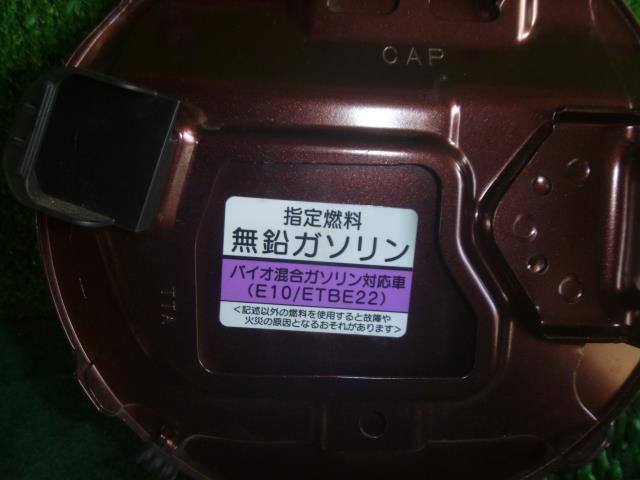 CAP
指定燃料
無鉛ガソリン
バイオ混合ガソリン対応車
(E10/ETBE22)
<記述以外の燃料を使用すると故障や
火災の原因となるおそれがあります>
TTA